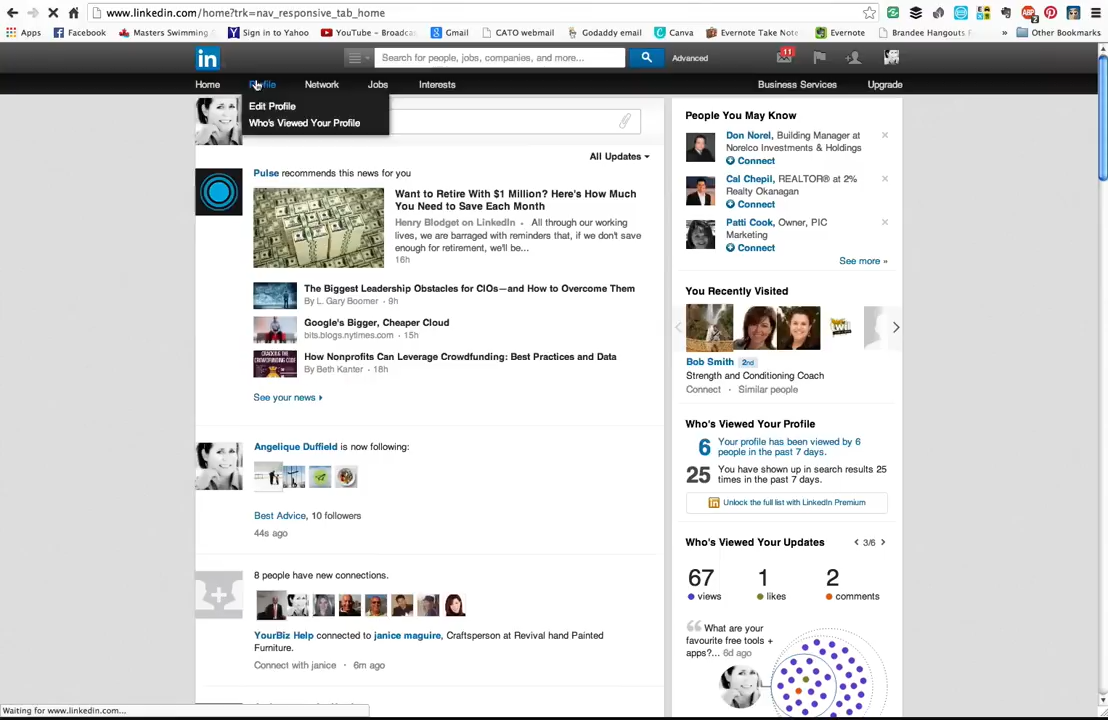 www.linkedin.com/home?trk=nav_responsive_tab_home
Apps Facebook Masters Swimming Sign in to Yahoo YouTube - Broadcas Gmail CATO webmail Godaddy email Canva Evernote Take Note Evernote Brandee Hangouts » Other Bookmarks
in Search for people, jobs, companies, and more... Advanced 11
Home Profile Network Jobs Interests Business Services Upgrade
Edit Profile
Who's Viewed Your Profile
All Updates
Pulse recommends this news for you
Want to Retire With $1 Million? Here's How Much
You Need to Save Each Month
Henry Blodget on LinkedIn • All through our working
lives, we are barraged with reminders that, if we don't save
enough for retirement, we'll be...
16h
The Biggest Leadership Obstacles for CIOs—and How to Overcome Them
By L. Gary Boomer · 9h
Google's Bigger, Cheaper Cloud
bits.blogs.nytimes.com · 15h
How Nonprofits Can Leverage Crowdfunding: Best Practices and Data
By Beth Kanter · 18h
See your news
Angelique Duffield is now following:
Best Advice, 10 followers
44s ago
8 people have new connections.
YourBiz Help connected to janice maguire, Craftsperson at Revival hand Painted
Furniture.
Connect with janice · 6m ago
People You May Know
Don Norel, Building Manager at
Norelco Investments & Holdings
Connect
Cal Chepil, REALTOR® at 2%
Realty Okanagan
Connect
Patti Cook, Owner, PIC
Marketing
Connect
See more »
You Recently Visited
Bob Smith 2nd
Strength and Conditioning Coach
Connect · Similar people
Who's Viewed Your Profile
6 Your profile has been viewed by 6
people in the past 7 days.
25 You have shown up in search results 25
times in the past 7 days.
in Unlock the full list with LinkedIn Premium
Who's Viewed Your Updates 3/6
67 1 2
views likes comments
What are your
favourite free tools +
apps?... 6d ago
Waiting for www.linkedin.com...